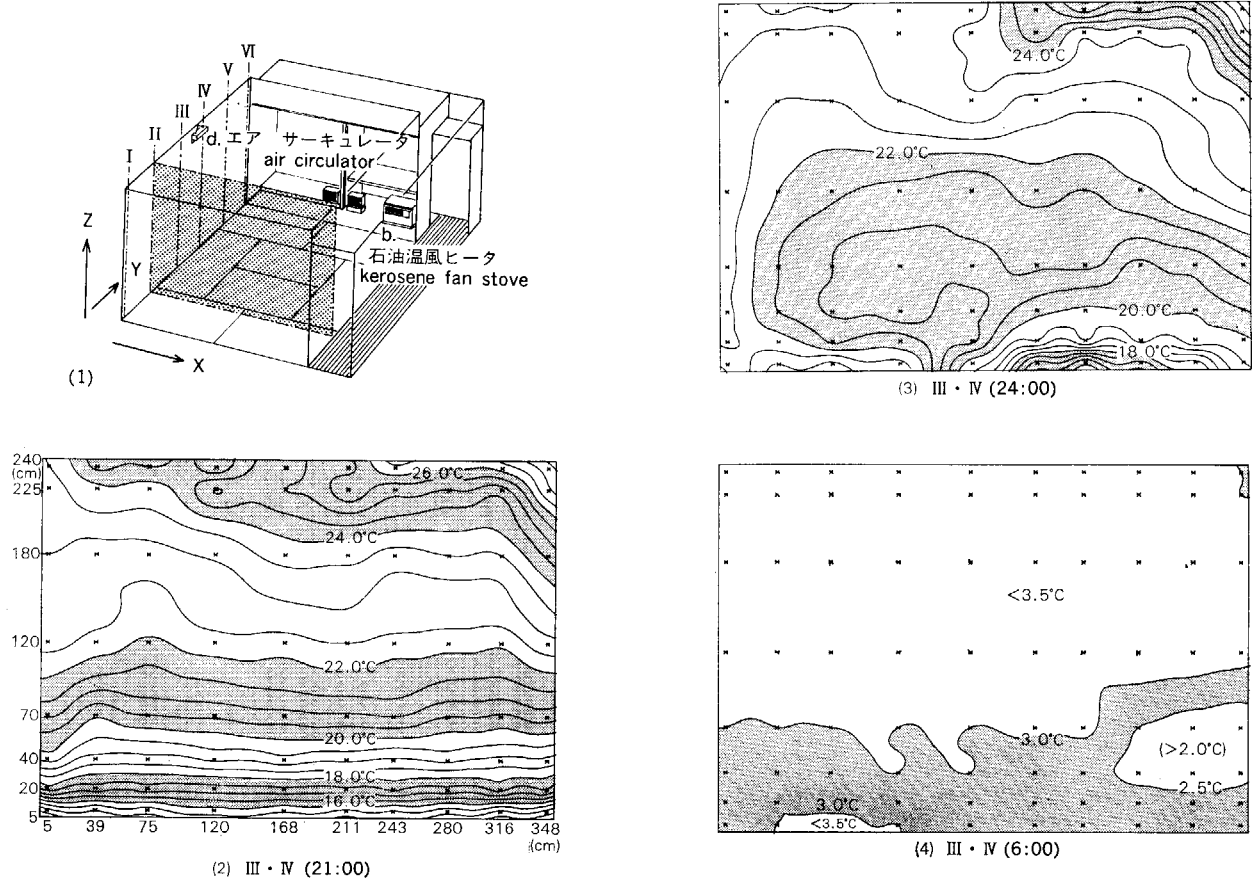 VI
V
IV
III
II
I
d. エア サーキュレータ
air circulator
b.
石油温風ヒータ
kerosene fan stove
Z
Y
X
(1)
24.0℃
22.0℃
20.0℃
18.0℃
(3) Ⅲ・Ⅳ (24:00)
240
(cm)
225
180
120
70
40
20
5
26.0℃
24.0℃
22.0℃
20.0℃
18.0℃
16.0℃
5 39 75 120 168 211 243 280 316 348
(cm)
(2) Ⅲ・Ⅳ (21:00)
<3.5℃
3.0℃
(>2.0℃)
2.5℃
3.0℃
<3.5℃
(4) Ⅲ・Ⅳ (6:00)